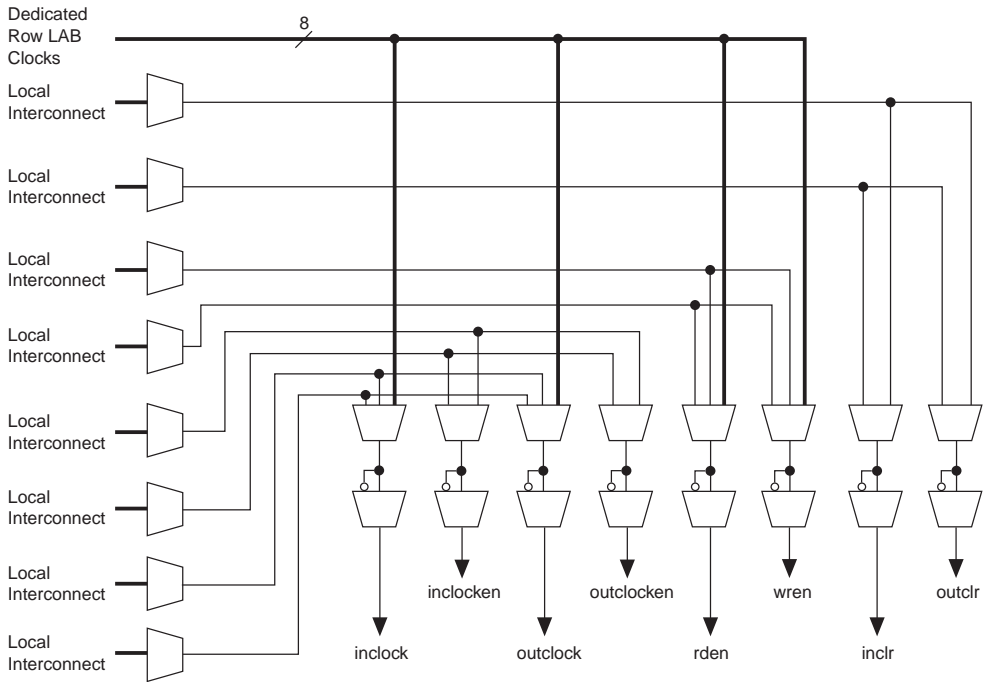 Dedicated
Row LAB
Clocks
8
Local
Interconnect
Local
Interconnect
Local
Interconnect
Local
Interconnect
Local
Interconnect
Local
Interconnect
Local
Interconnect
Local
Interconnect
inclocken
outclocken
wren
outclr
inclock
outclock
rden
inclr